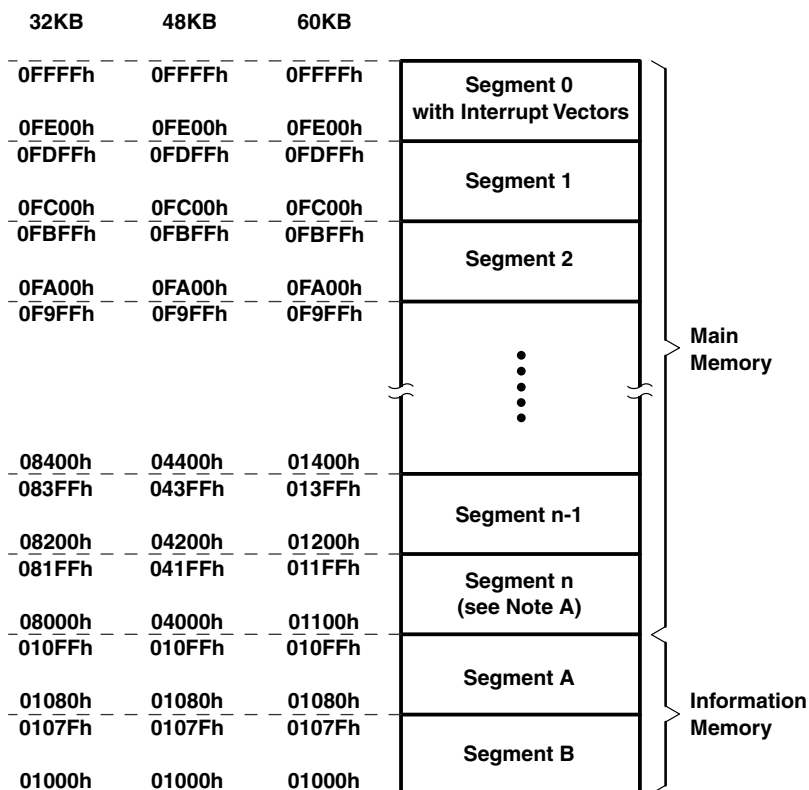 32KB 48KB 60KB
0FFFFh 0FFFFh 0FFFFh
Segment 0
with Interrupt Vectors
0FE00h 0FE00h 0FE00h
0FDFFh 0FDFFh 0FDFFh
Segment 1
0FC00h 0FC00h 0FC00h
0FBFFh 0FBFFh 0FBFFh
Segment 2
0FA00h 0FA00h 0FA00h
0F9FFh 0F9FFh 0F9FFh
Main
Memory
08400h 04400h 01400h
083FFh 043FFh 013FFh
Segment n-1
08200h 04200h 01200h
081FFh 041FFh 011FFh
Segment n
(see Note A)
08000h 04000h 01100h
010FFh 010FFh 010FFh
Segment A
01080h 01080h 01080h
Information
Memory
0107Fh 0107Fh 0107Fh
Segment B
01000h 01000h 01000h